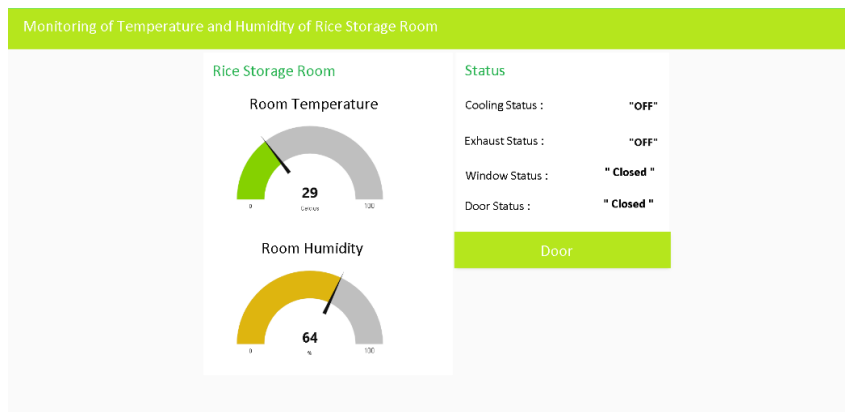 Monitoring of Temperature and Humidity of Rice Storage Room
Rice Storage Room
Room Temperature
29
Celcius
0
100
Room Humidity
64
%
0
100
Status
Cooling Status : "OFF"
Exhaust Status : "OFF"
Window Status : " Closed "
Door Status : " Closed "
Door